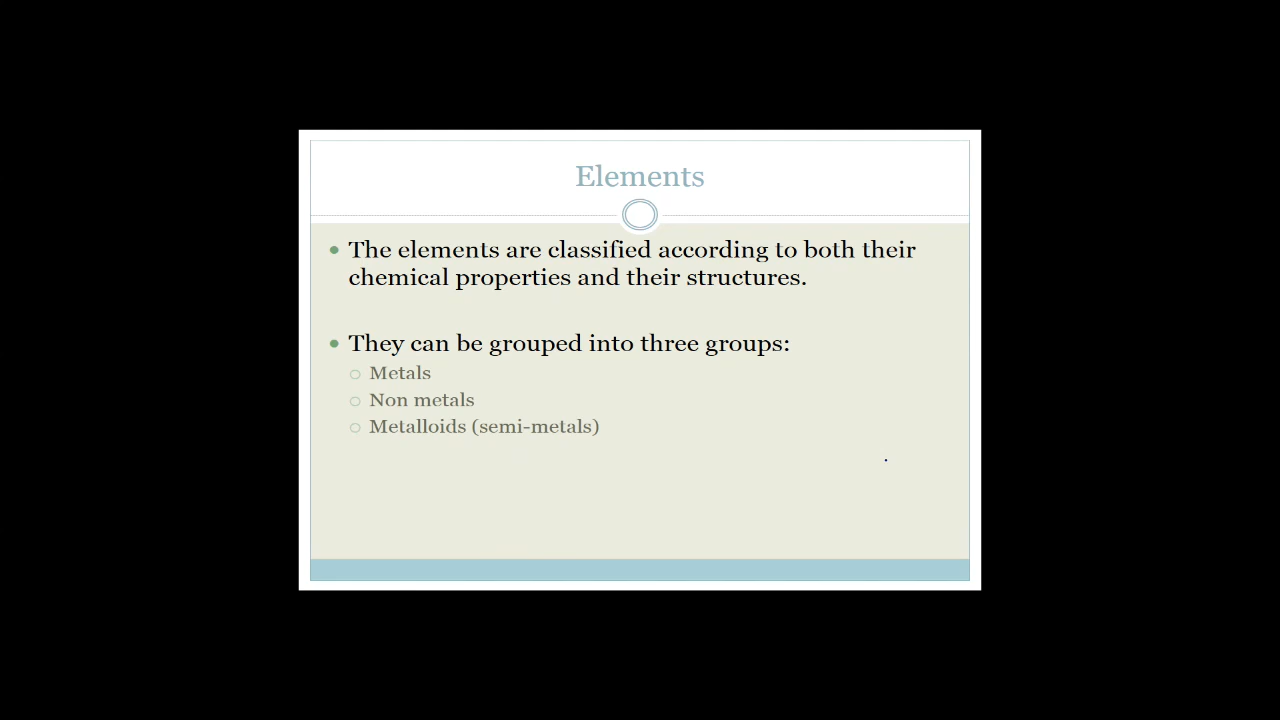 Elements
The elements are classified according to both their
chemical properties and their structures.
They can be grouped into three groups:
Metals
Non metals
Metalloids (semi-metals)